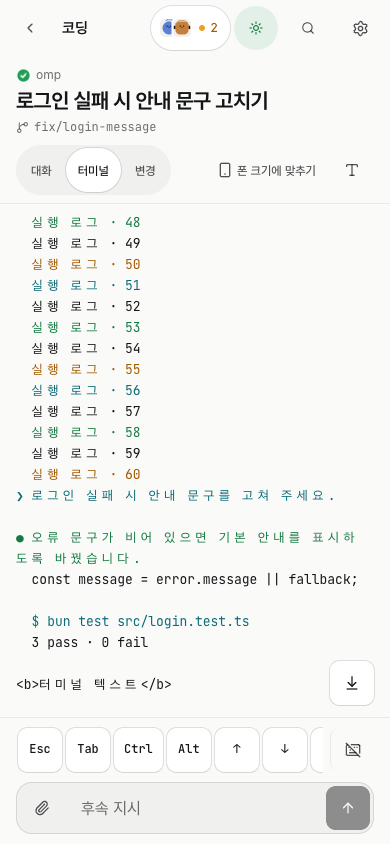 코딩
2
omp
로그인 실패 시 안내 문구 고치기
fix/login-message
대화 터미널 변경 폰 크기에 맞추기 T
실행 로그 · 48
실행 로그 · 49
실행 로그 · 50
실행 로그 · 51
실행 로그 · 52
실행 로그 · 53
실행 로그 · 54
실행 로그 · 55
실행 로그 · 56
실행 로그 · 57
실행 로그 · 58
실행 로그 · 59
실행 로그 · 60
❯ 로그인 실패 시 안내 문구를 고쳐 주세요.
● 오류 문구가 비어 있으면 기본 안내를 표시하
도록 바꿨습니다.
const message = error.message || fallback;
$ bun test src/login.test.ts
3 pass · 0 fail
<b>터미널 텍스트</b>
Esc Tab Ctrl Alt ↑ ↓
후속 지시